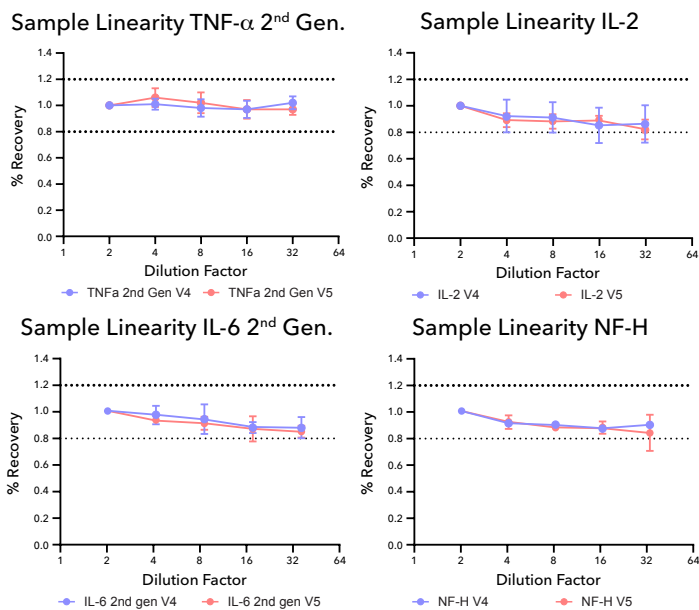 Sample Linearity TNF-α 2nd Gen.
% Recovery
1.4
1.2
1.0
0.8
0.6
0.4
0.2
0.0
1 2 4 8 16 32 64
Dilution Factor
TNFa 2nd Gen V4 TNFa 2nd Gen V5
Sample Linearity IL-2
% Recovery
1.4
1.2
1.0
0.8
0.6
0.4
0.2
0.0
1 2 4 8 16 32 64
Dilution Factor
IL-2 V4 IL-2 V5
Sample Linearity IL-6 2nd Gen.
% Recovery
1.4
1.2
1.0
0.8
0.6
0.4
0.2
0.0
1 2 4 8 16 32 64
Dilution Factor
IL-6 2nd gen V4 IL-6 2nd gen V5
Sample Linearity NF-H
% Recovery
1.4
1.2
1.0
0.8
0.6
0.4
0.2
0.0
1 2 4 8 16 32 64
Dilution Factor
NF-H V4 NF-H V5